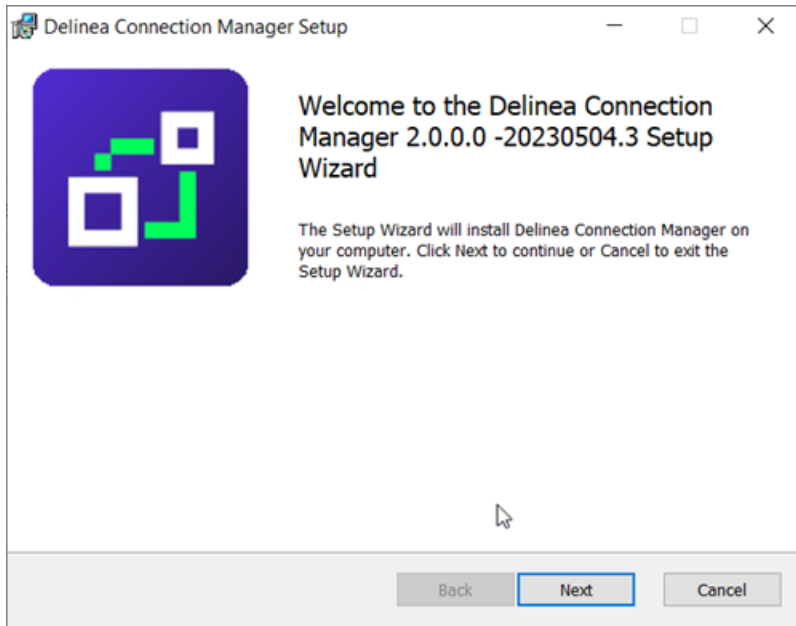 Delinea Connection Manager Setup
Welcome to the Delinea Connection
Manager 2.0.0.0 -20230504.3 Setup
Wizard
The Setup Wizard will install Delinea Connection Manager on
your computer. Click Next to continue or Cancel to exit the
Setup Wizard.
Back
Next
Cancel